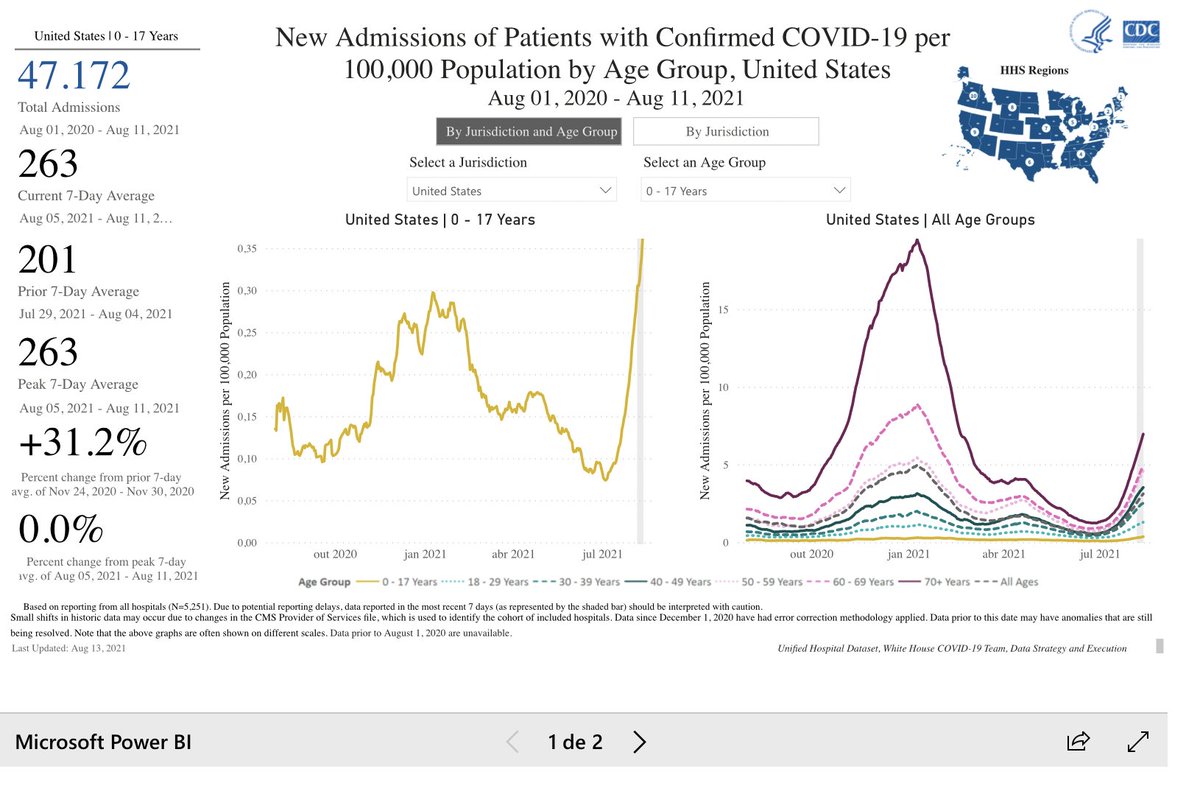 United States | 0 - 17 Years
47.172
Total Admissions
Aug 01, 2020 - Aug 11, 2021
263
Current 7-Day Average
Aug 05, 2021 - Aug 11, 2...
201
Prior 7-Day Average
Jul 29, 2021 - Aug 04, 2021
263
Peak 7-Day Average
Aug 05, 2021 - Aug 11, 2021
+31.2%
Percent change from prior 7-day
avg. of Nov 24, 2020 - Nov 30, 2020
0.0%
Percent change from peak 7-day
avg. of Aug 05, 2021 - Aug 11, 2021
New Admissions of Patients with Confirmed COVID-19 per
100,000 Population by Age Group, United States
Aug 01, 2020 - Aug 11, 2021
By Jurisdiction and Age Group
By Jurisdiction
Select a Jurisdiction
Select an Age Group
United States
0 - 17 Years
CDC
HHS Regions
United States | 0 - 17 Years
New Admissions per 100,000 Population
0,35
0,30
0,25
0,20
0,15
0,10
0,05
0,00
out 2020
jan 2021
abr 2021
jul 2021
United States | All Age Groups
New Admissions per 100,000 Population
15
10
5
0
out 2020
jan 2021
abr 2021
jul 2021
Age Group 0 - 17 Years 18 - 29 Years 30 - 39 Years 40 - 49 Years 50 - 59 Years 60 - 69 Years 70+ Years All Ages
Based on reporting from all hospitals (N=5,251). Due to potential reporting delays, data reported in the most recent 7 days (as represented by the shaded bar) should be interpreted with caution.
Small shifts in historic data may occur due to changes in the CMS Provider of Services file, which is used to identify the cohort of included hospitals. Data since December 1, 2020 have had error correction methodology applied. Data prior to this date may have anomalies that are still
being resolved. Note that the above graphs are often shown on different scales. Data prior to August 1, 2020 are unavailable.
Last Updated: Aug 13, 2021
Unified Hospital Dataset, White House COVID-19 Team, Data Strategy and Execution
Microsoft Power BI
1 de 2